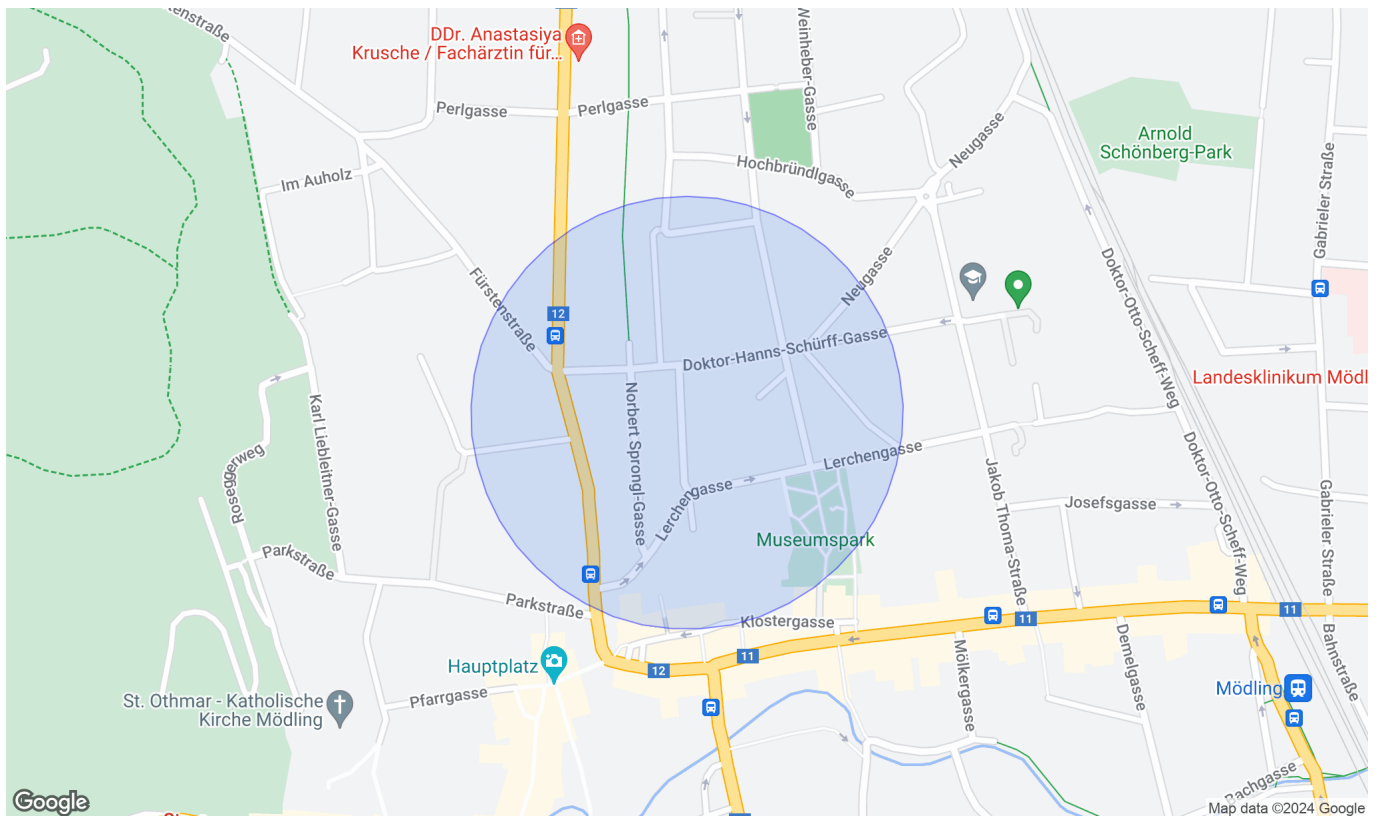 DDr. Anastasiya
Krusche / Fachärztin für...
Weinheber-Gasse
Perlgasse
Perlgasse
Arnold
Schönberg-Park
Neugasse
Hochbründlgasse
Im Auholz
Gabrieler Straße
Fürstenstraße
Neugasse
Doktor-Otto-Scheff-Weg
12
Doktor-Hanns-Schürff-Gasse
Landesklinikum Mödl
Karl Liebleitner-Gasse
Norbert Sprongl-Gasse
Lerchengasse
Doktor-Otto-Scheff-Weg
Roseggerweg
Lerchengasse
Jakob Thoma-Straße
Josefsgasse
Gabrieler Straße
Museumspark
Parkstraße
Parkstraße
Klostergasse
11
11
Hauptplatz
12
11
Mölkergasse
Demelgasse
Bahnstraße
St. Othmar - Katholische
Kirche Mödling
Pfarrgasse
Mödling
Bachgasse
Google
Map data ©2024 Google